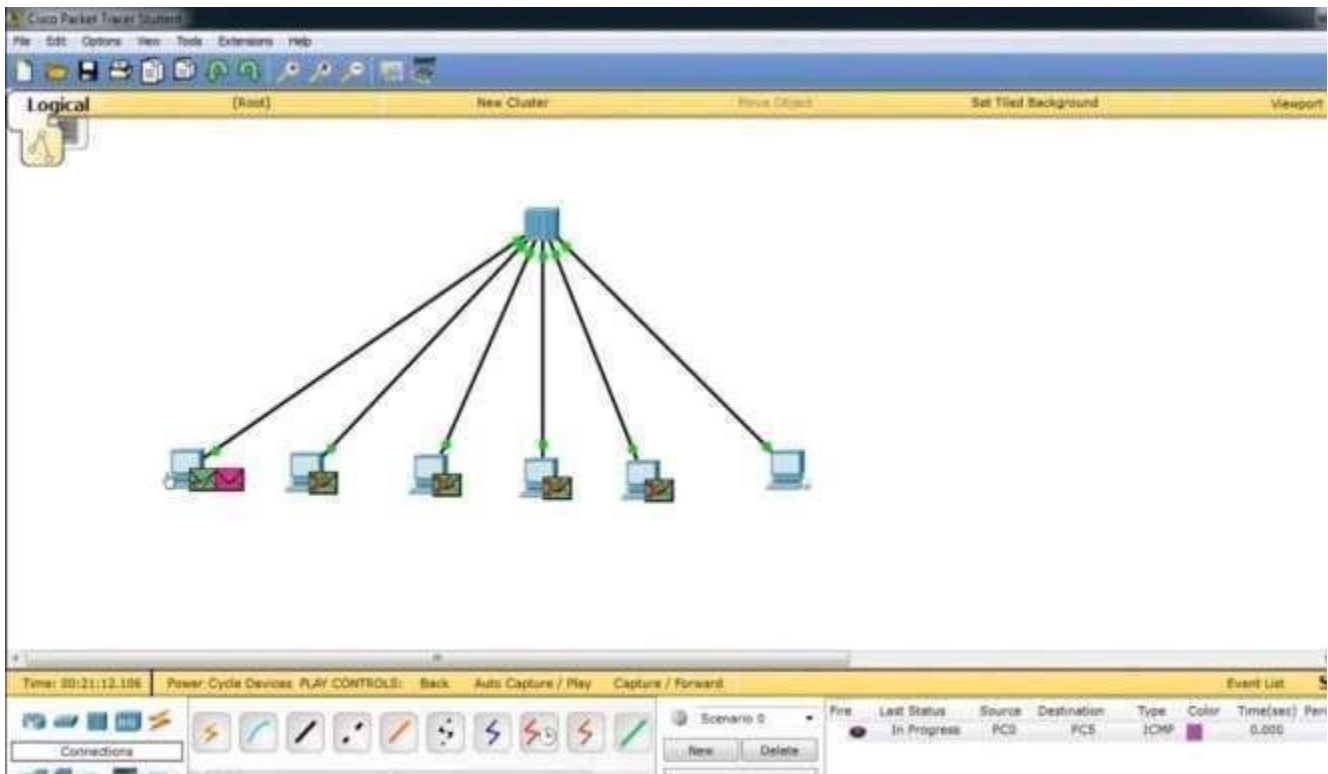 Cisco Packet Tracer Student
File Edit Options View Tools Extensions Help
Logical (Root) New Cluster Move Object Set Tiled Background Viewport
Time: 00:21:12.106 Power Cycle Devices PLAY CONTROLS: Back Auto Capture / Play Capture / Forward Event List
Scenario 0
Fire Last Status Source Destination Type Color Time(sec)
In Progress PC0 PC5 ICMP 0.000
Connections
New Delete